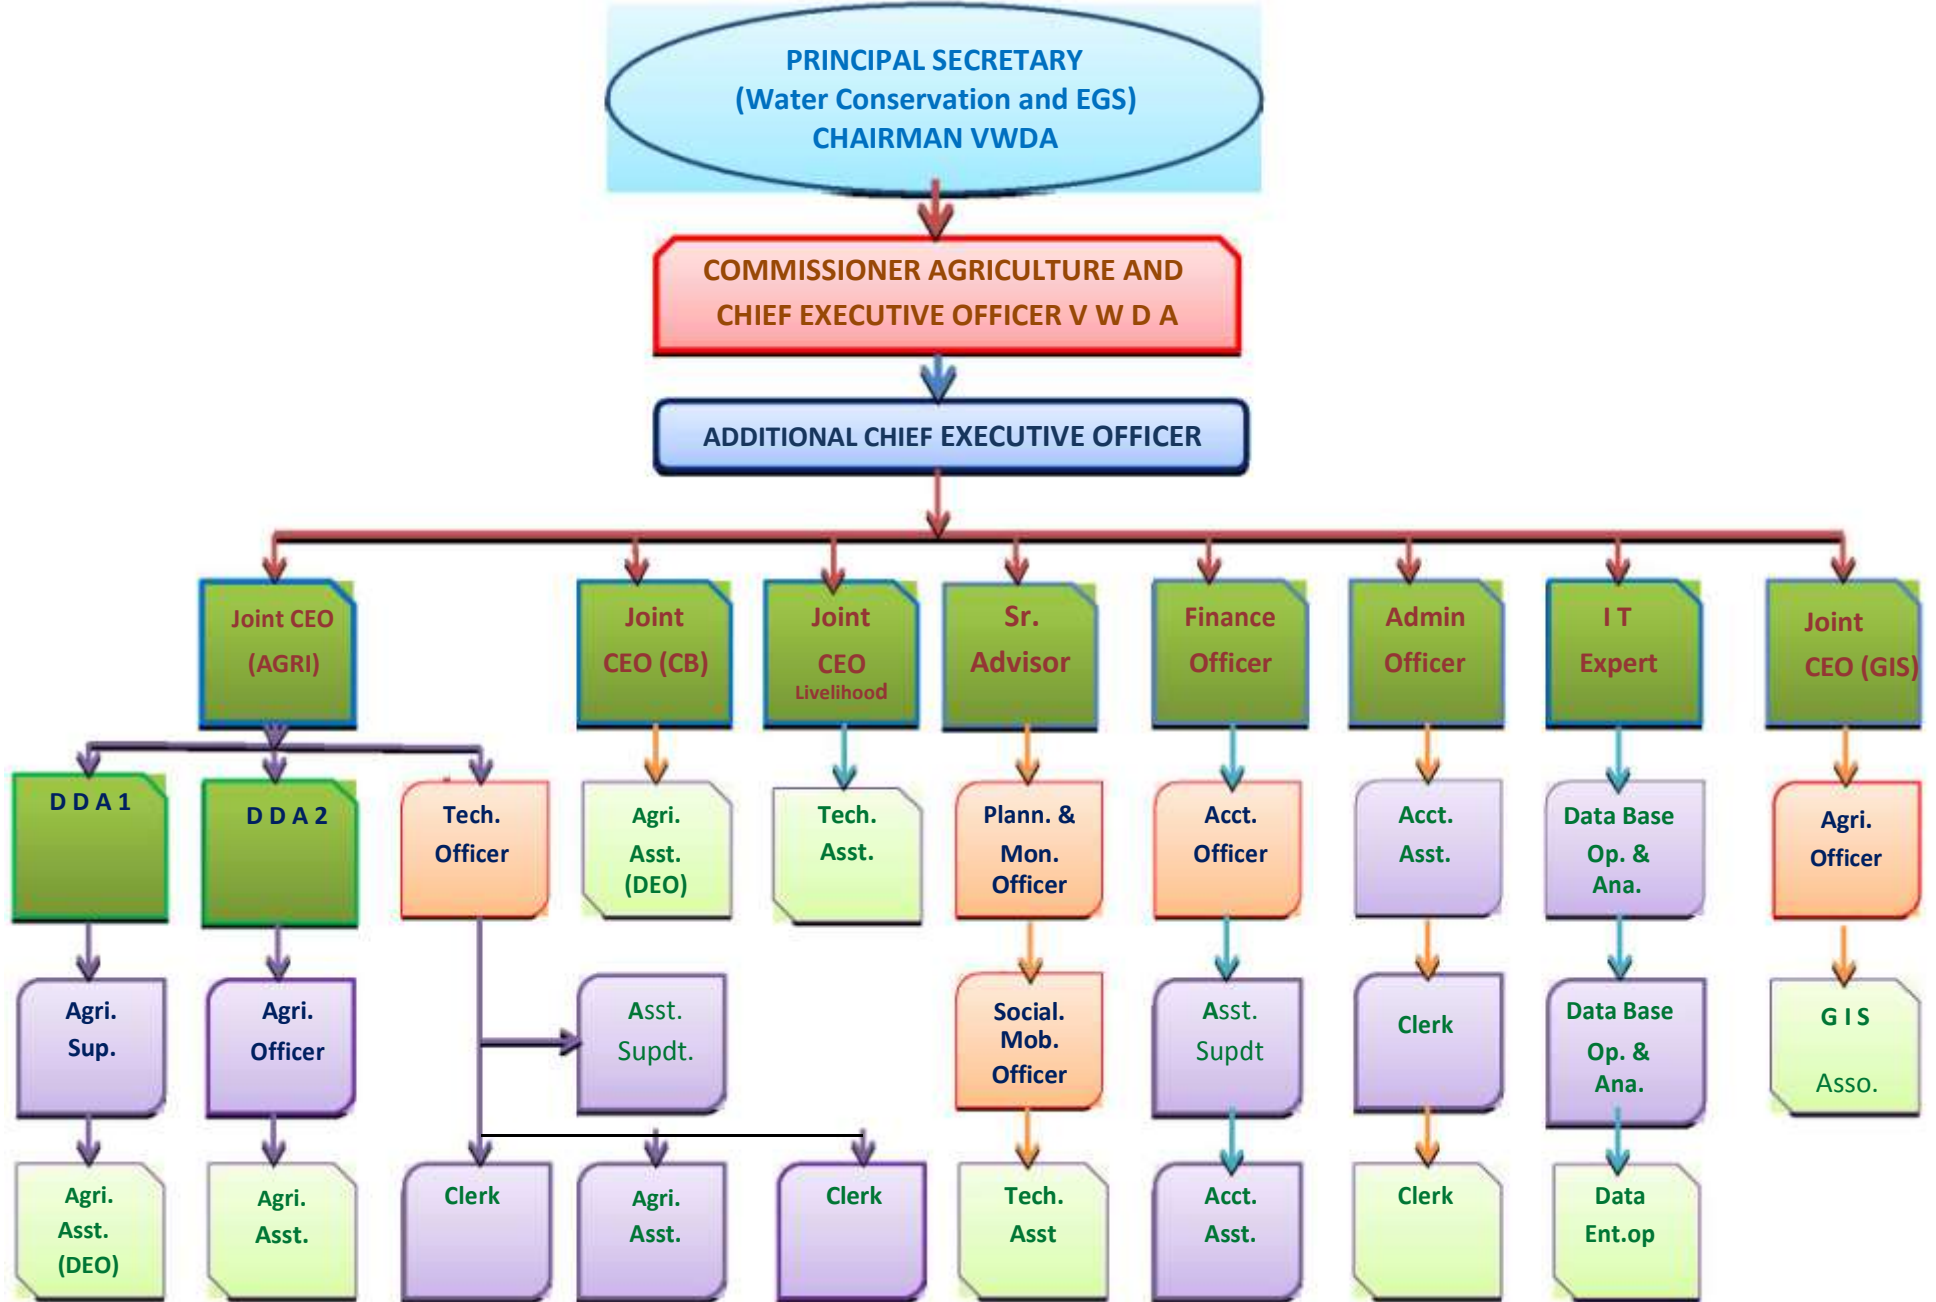 PRINCIPAL SECRETARY
(Water Conservation and EGS)
CHAIRMAN VWDA
COMMISSIONER AGRICULTURE AND
CHIEF EXECUTIVE OFFICER V W D A
ADDITIONAL CHIEF EXECUTIVE OFFICER
Joint CEO
(AGRI)
Joint
CEO (CB)
Joint
CEO
Livelihood
Sr.
Advisor
Finance
Officer
Admin
Officer
I T
Expert
Joint
CEO (GIS)
D D A 1
D D A 2
Tech.
Officer
Agri.
Asst.
(DEO)
Tech.
Asst.
Plann. &
Mon.
Officer
Acct.
Officer
Acct.
Asst.
Data Base
Op. &
Ana.
Agri.
Officer
Agri.
Sup.
Agri.
Officer
Asst.
Supdt.
Social.
Mob.
Officer
Asst.
Supdt
Clerk
Data Base
Op. &
Ana.
G I S
Asso.
Agri.
Asst.
(DEO)
Agri.
Asst.
Clerk
Agri.
Asst.
Clerk
Tech.
Asst
Acct.
Asst.
Clerk
Data
Ent.op